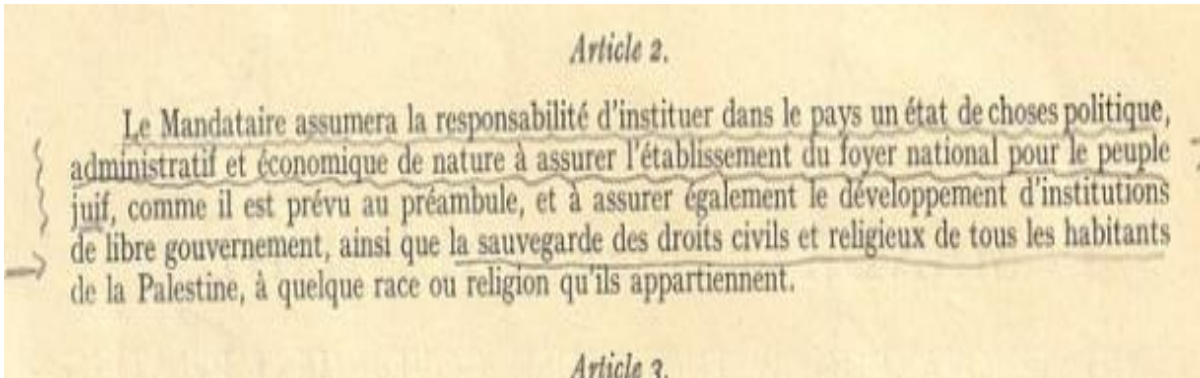 Article 2.
Le Mandataire assumera la responsabilité d'instituer dans le pays un état de choses politique,
administratif et économique de nature à assurer l'établissement du foyer national pour le peuple
juif, comme il est prévu au préambule, et à assurer également le développement d'institutions
de libre gouvernement, ainsi que la sauvegarde des droits civils et religieux de tous les habitants
de la Palestine, à quelque race ou religion qu'ils appartiennent.
Article 3.